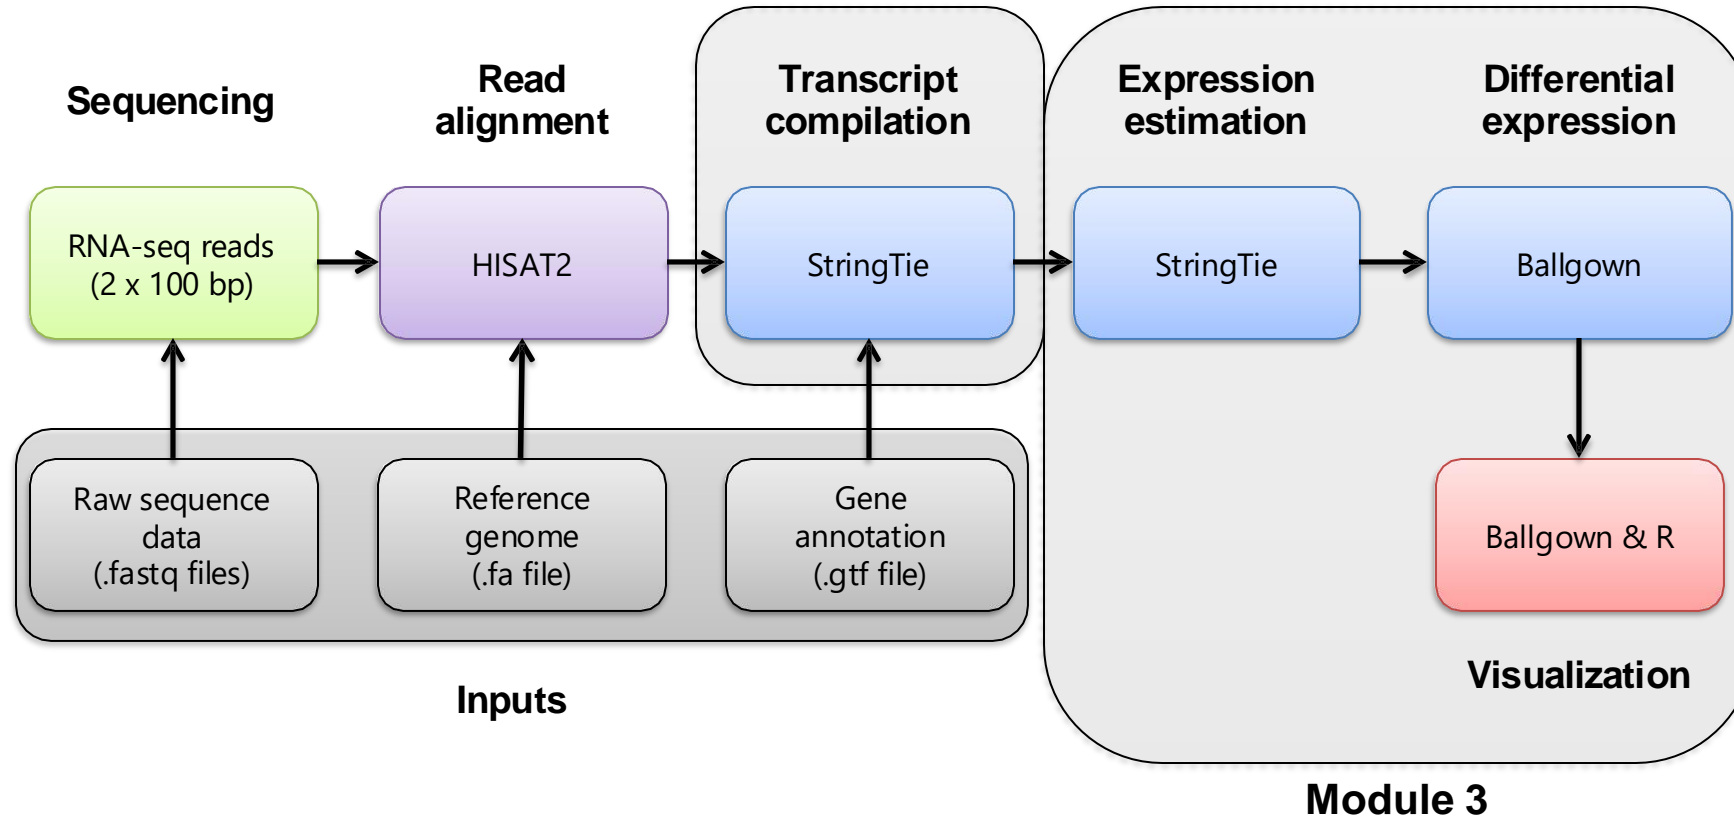 Sequencing
Read
alignment
Transcript
compilation
Expression
estimation
Differential
expression
RNA-seq reads
(2 x 100 bp)
HISAT2
StringTie
StringTie
Ballgown
Raw sequence
data
(.fastq files)
Reference
genome
(.fa file)
Gene
annotation
(.gtf file)
Ballgown & R
Inputs
Visualization
Module 3